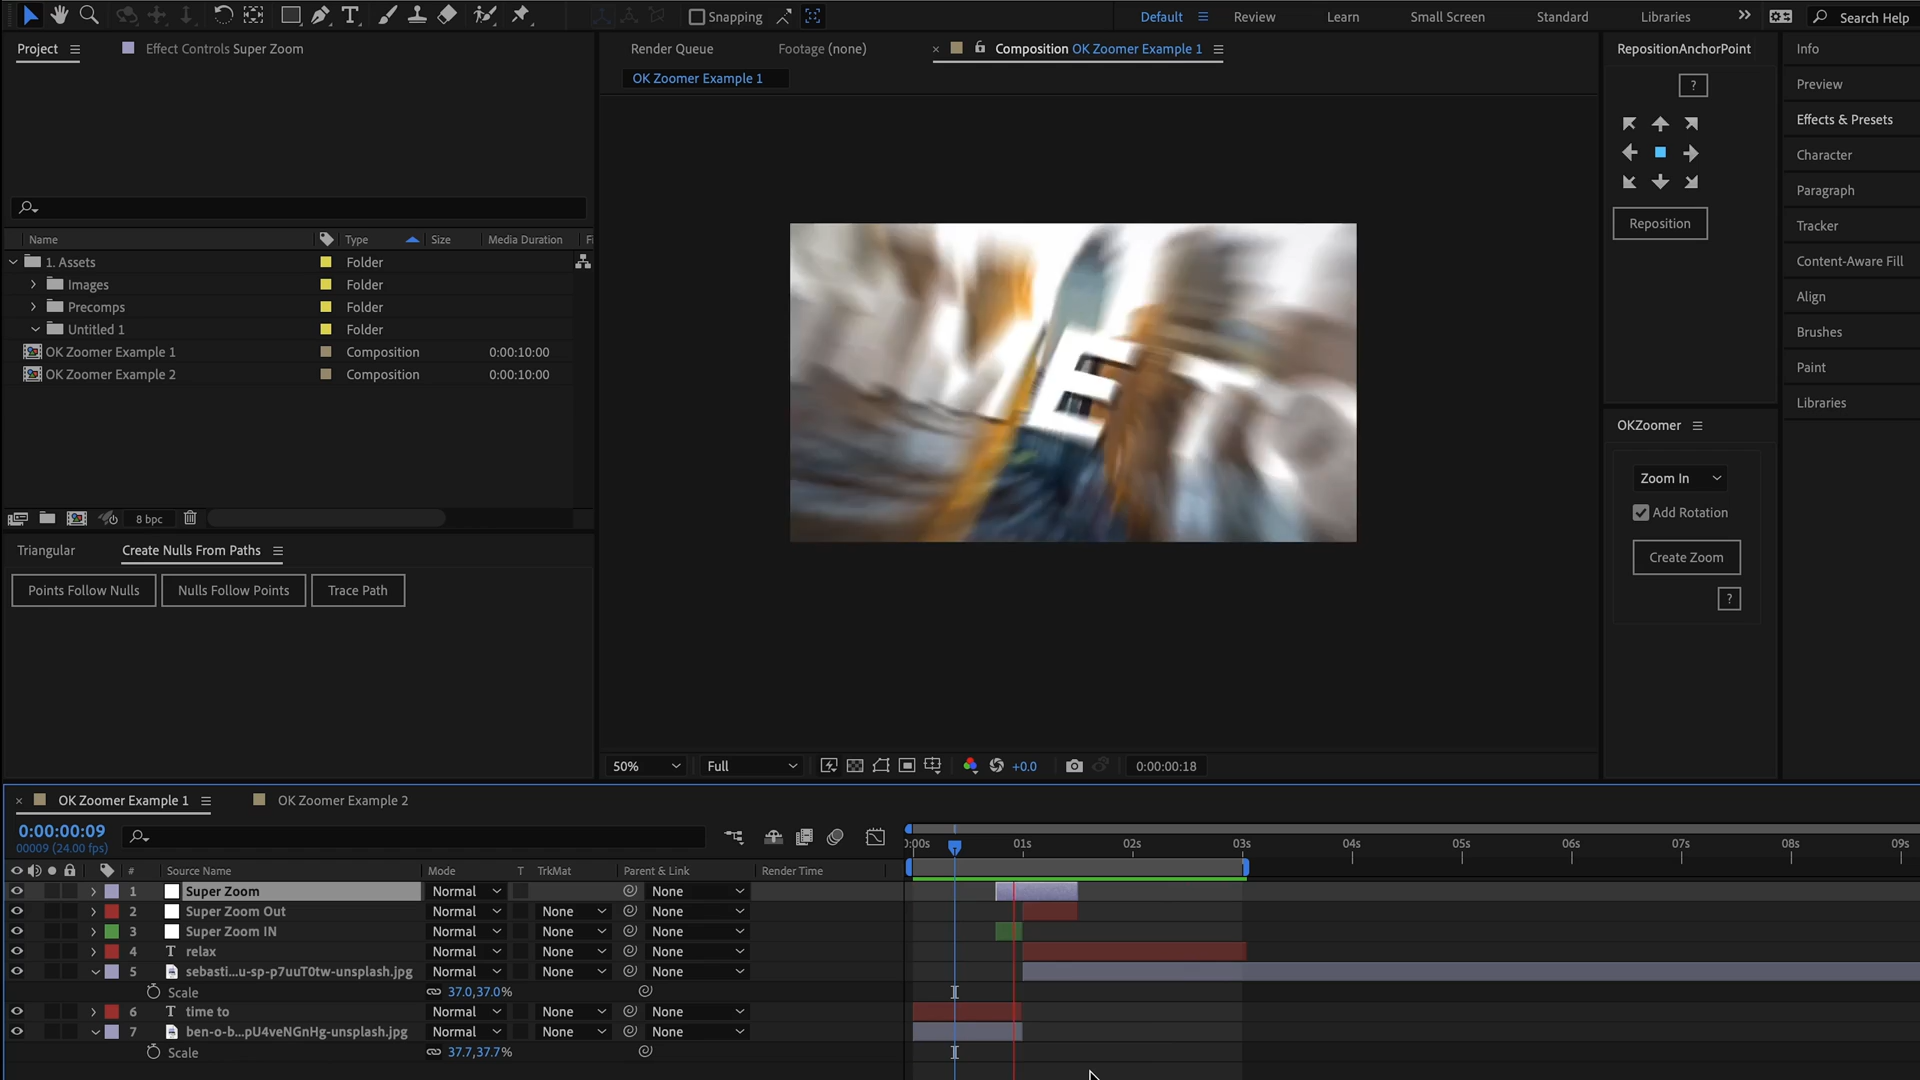 Snapping
Default
Review
Learn
Small Screen
Standard
Libraries
Search Help
Project
Effect Controls Super Zoom
Render Queue
Footage (none)
Composition OK Zoomer Example 1
RepositionAnchorPoint
Info
OK Zoomer Example 1
?
Preview
Effects & Presets
Character
Paragraph
Reposition
Tracker
Name
Type
Size
Media Duration
Fi
1. Assets
Folder
Content-Aware Fill
Images
Folder
Align
Precomps
Folder
Untitled 1
Folder
Brushes
OK Zoomer Example 1
Composition
0:00:10:00
Paint
OK Zoomer Example 2
Composition
0:00:10:00
E
Libraries
OKZoomer
Zoom In
Add Rotation
8 bpc
Triangular
Create Nulls From Paths
Create Zoom
Points Follow Nulls
Nulls Follow Points
Trace Path
?
50%
Full
+0.0
0:00:00:18
OK Zoomer Example 1
OK Zoomer Example 2
0:00:00:09
00009 (24.00 fps)
):00s
01s
02s
03s
04s
05s
06s
07s
08s
09s
#
Source Name
Mode
T
TrkMat
Parent & Link
Render Time
1
Super Zoom
Normal
None
2
Super Zoom Out
Normal
None
None
3
Super Zoom IN
Normal
None
None
4
T
relax
Normal
None
None
5
sebasti...u-sp-p7uuT0tw-unsplash.jpg
Normal
None
None
Scale
37.0,37.0%
6
T
time to
Normal
None
None
7
ben-o-b...pU4veNGnHg-unsplash.jpg
Normal
None
None
Scale
37.7,37.7%